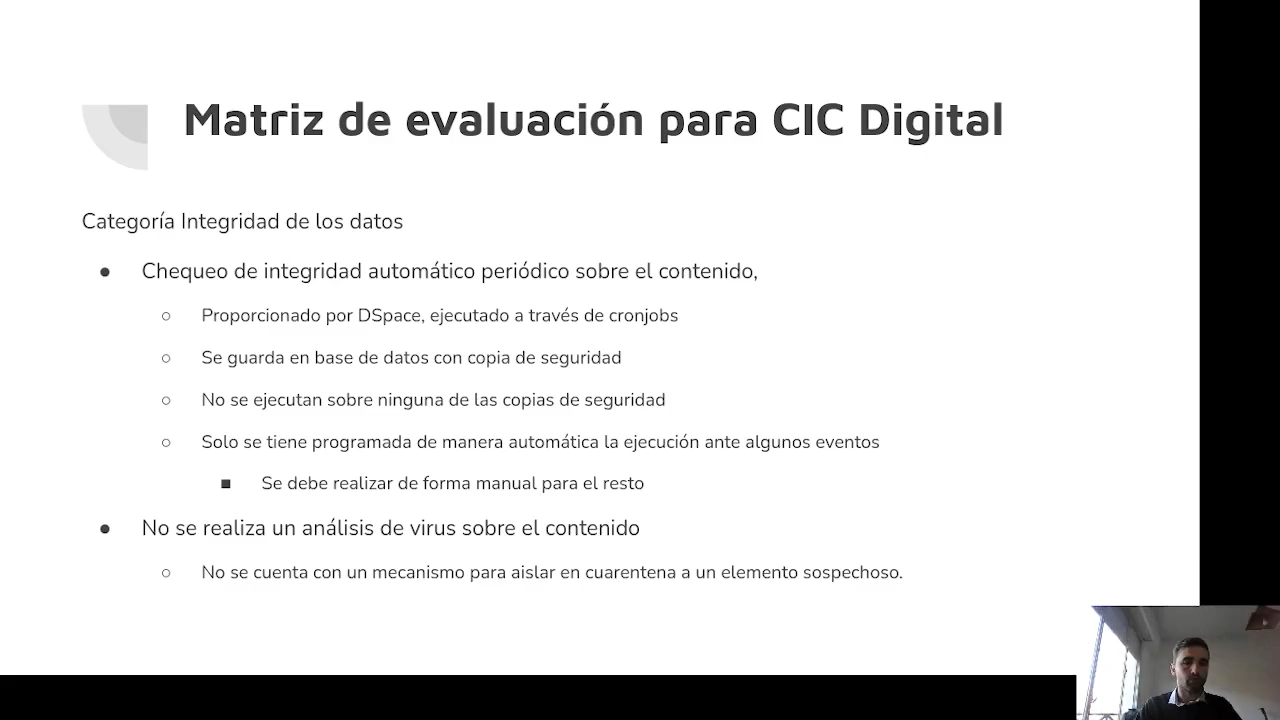 Matriz de evaluación para CIC Digital
Categoría Integridad de los datos
● Chequeo de integridad automático periódico sobre el contenido,
○ Proporcionado por DSpace, ejecutado a través de cronjobs
○ Se guarda en base de datos con copia de seguridad
○ No se ejecutan sobre ninguna de las copias de seguridad
○ Solo se tiene programada de manera automática la ejecución ante algunos eventos
■ Se debe realizar de forma manual para el resto
● No se realiza un análisis de virus sobre el contenido
○ No se cuenta con un mecanismo para aislar en cuarentena a un elemento sospechoso.